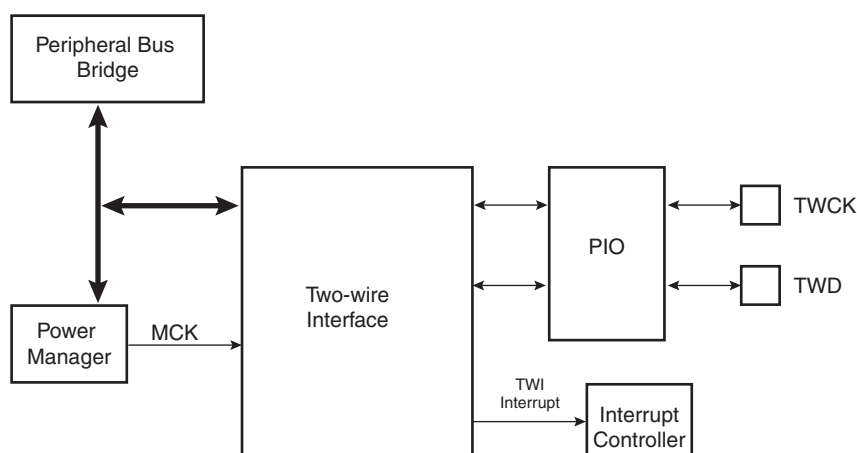 Peripheral Bus
Bridge
TWCK
PIO
TWD
Two-wire
Interface
Power
Manager
MCK
TWI
Interrupt
Interrupt
Controller